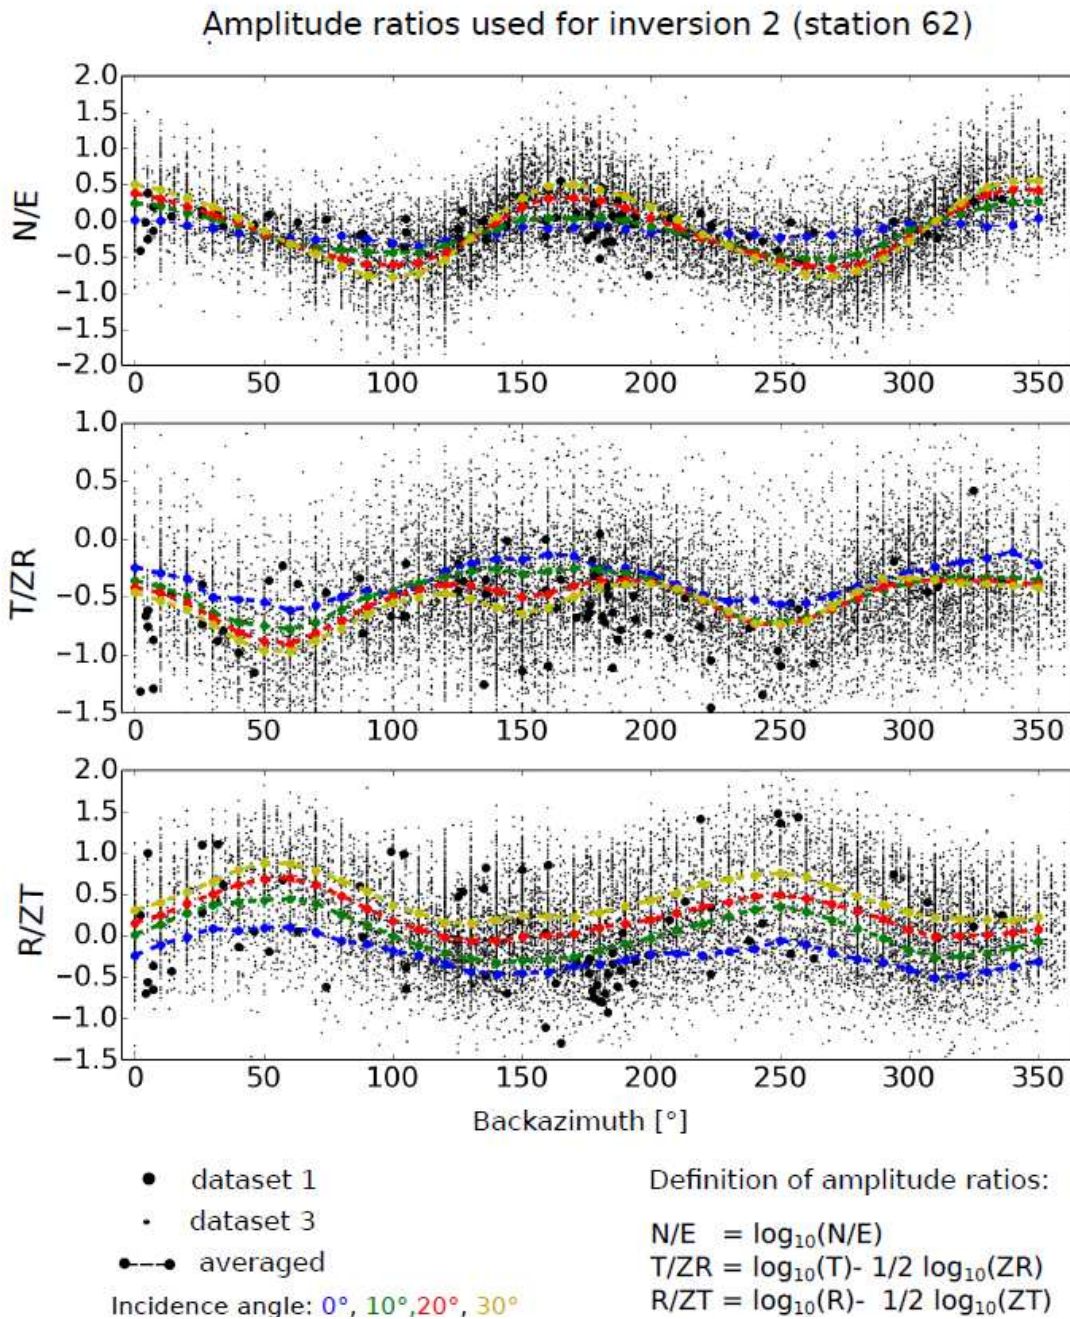 Amplitude ratios used for inversion 2 (station 62)
N/E
2.0
1.5
1.0
0.5
0.0
−0.5
−1.0
−1.5
−2.0
0 50 100 150 200 250 300 350
T/ZR
1.0
0.5
0.0
−0.5
−1.0
−1.5
0 50 100 150 200 250 300 350
R/ZT
2.0
1.5
1.0
0.5
0.0
−0.5
−1.0
−1.5
0 50 100 150 200 250 300 350
Backazimuth [°]
dataset 1
dataset 3
averaged
Incidence angle: 0°, 10°,20°, 30°
Definition of amplitude ratios:
N/E = log₁₀(N/E)
T/ZR = log₁₀(T)- 1/2 log₁₀(ZR)
R/ZT = log₁₀(R)- 1/2 log₁₀(ZT)